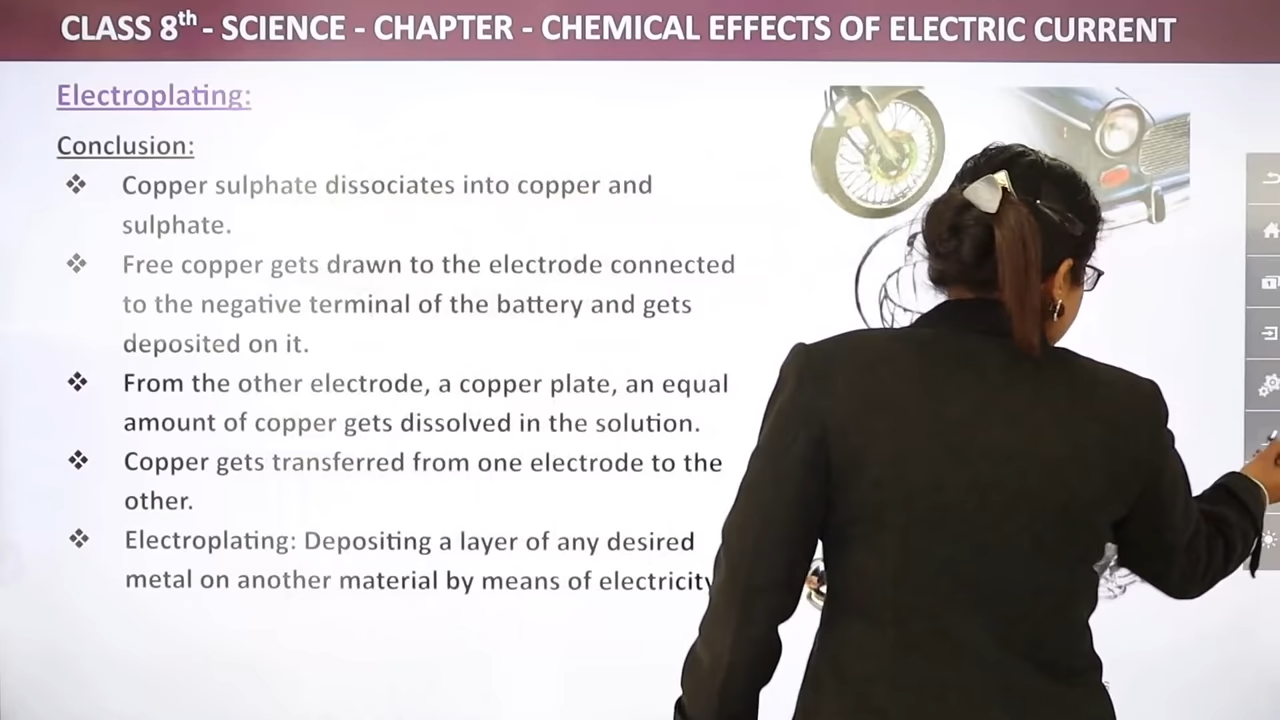 CLASS 8th - SCIENCE - CHAPTER - CHEMICAL EFFECTS OF ELECTRIC CURRENT
Electroplating:
Conclusion:
❖ Copper sulphate dissociates into copper and
sulphate.
❖ Free copper gets drawn to the electrode connected
to the negative terminal of the battery and gets
deposited on it.
❖ From the other electrode, a copper plate, an equal
amount of copper gets dissolved in the solution.
❖ Copper gets transferred from one electrode to the
other.
❖ Electroplating: Depositing a layer of any desired
metal on another material by means of electricity